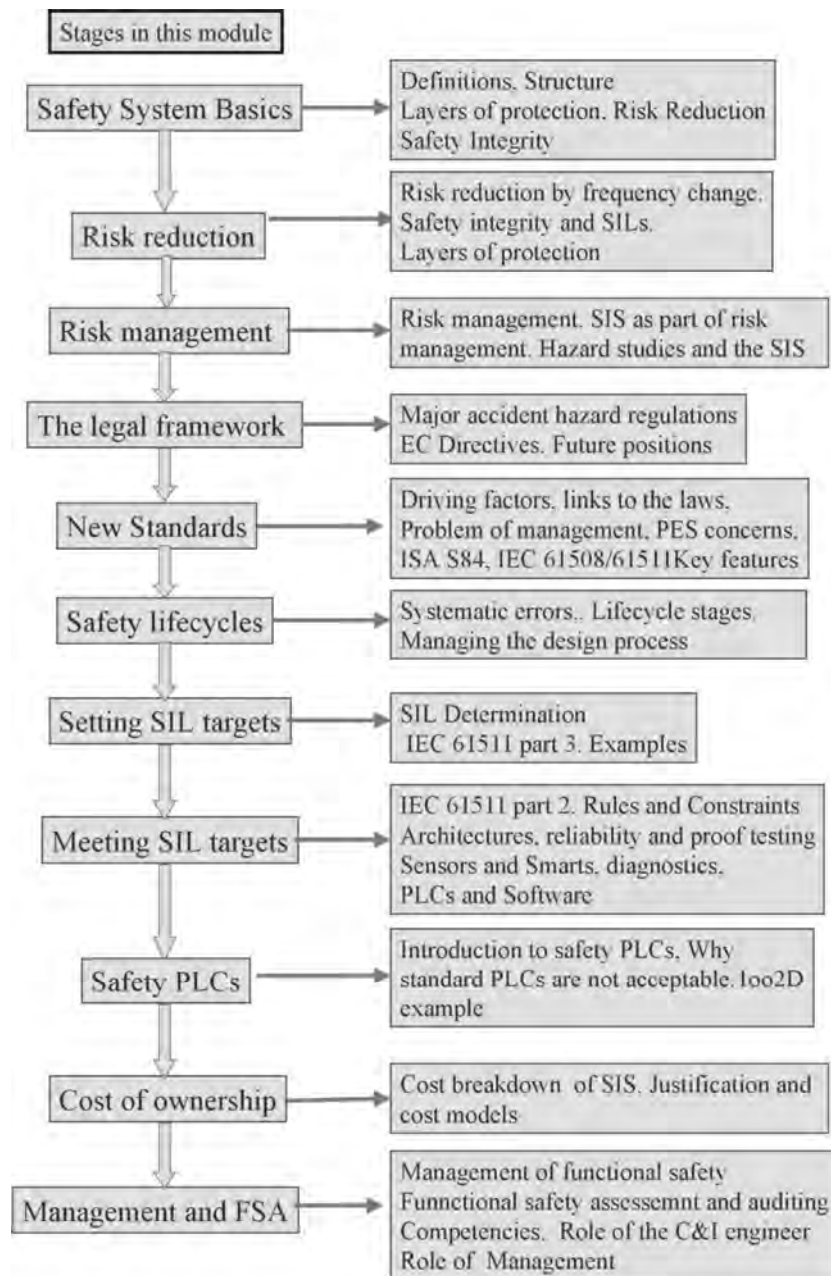 Stages in this module
Safety System Basics
Definitions, Structure
Layers of protection, Risk Reduction
Safety Integrity
Risk reduction
Risk reduction by frequency change.
Safety integrity and SILs.
Layers of protection
Risk management
Risk management. SIS as part of risk
management. Hazard studies and the SIS
The legal framework
Major accident hazard regulations
EC Directives. Future positions
New Standards
Driving factors, links to the laws,
Problem of management, PES concerns,
ISA S84, IEC 61508/61511Key features
Safety lifecycles
Systematic errors,. Lifecycle stages,
Managing the design process
Setting SIL targets
SIL Determination
IEC 61511 part 3. Examples
Meeting SIL targets
IEC 61511 part 2. Rules and Constraints
Architectures, reliability and proof testing
Sensors and Smarts, diagnostics,
PLCs and Software
Safety PLCs
Introduction to safety PLCs, Why
standard PLCs are not acceptable. 1oo2D
example
Cost of ownership
Cost breakdown of SIS. Justification and
cost models
Management and FSA
Management of functional safety
Funnctional safety assessemnt and auditing
Competencies, Role of the C&I engineer
Role of Management